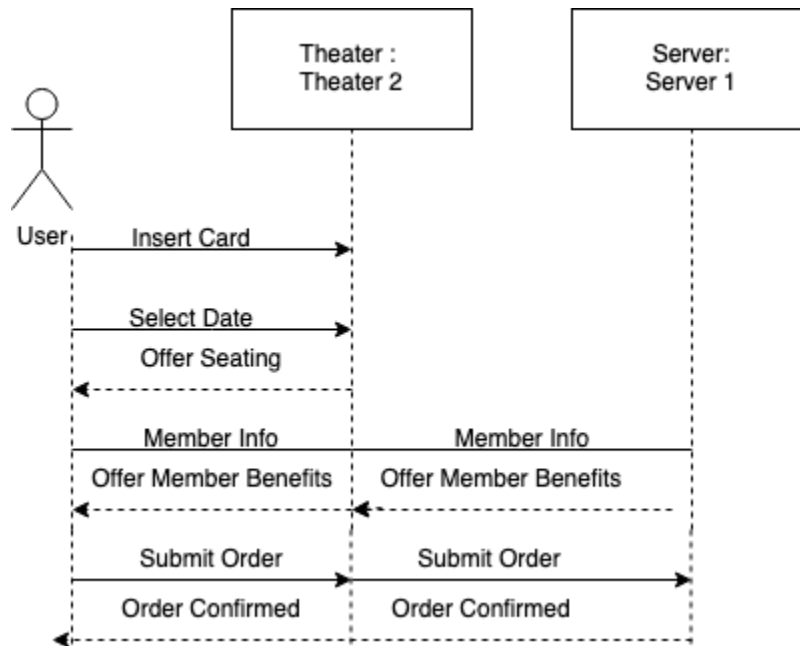 Theater :
Theater 2
Server:
Server 1
User
Insert Card
Select Date
Offer Seating
Member Info
Member Info
Offer Member Benefits
Offer Member Benefits
Submit Order
Submit Order
Order Confirmed
Order Confirmed